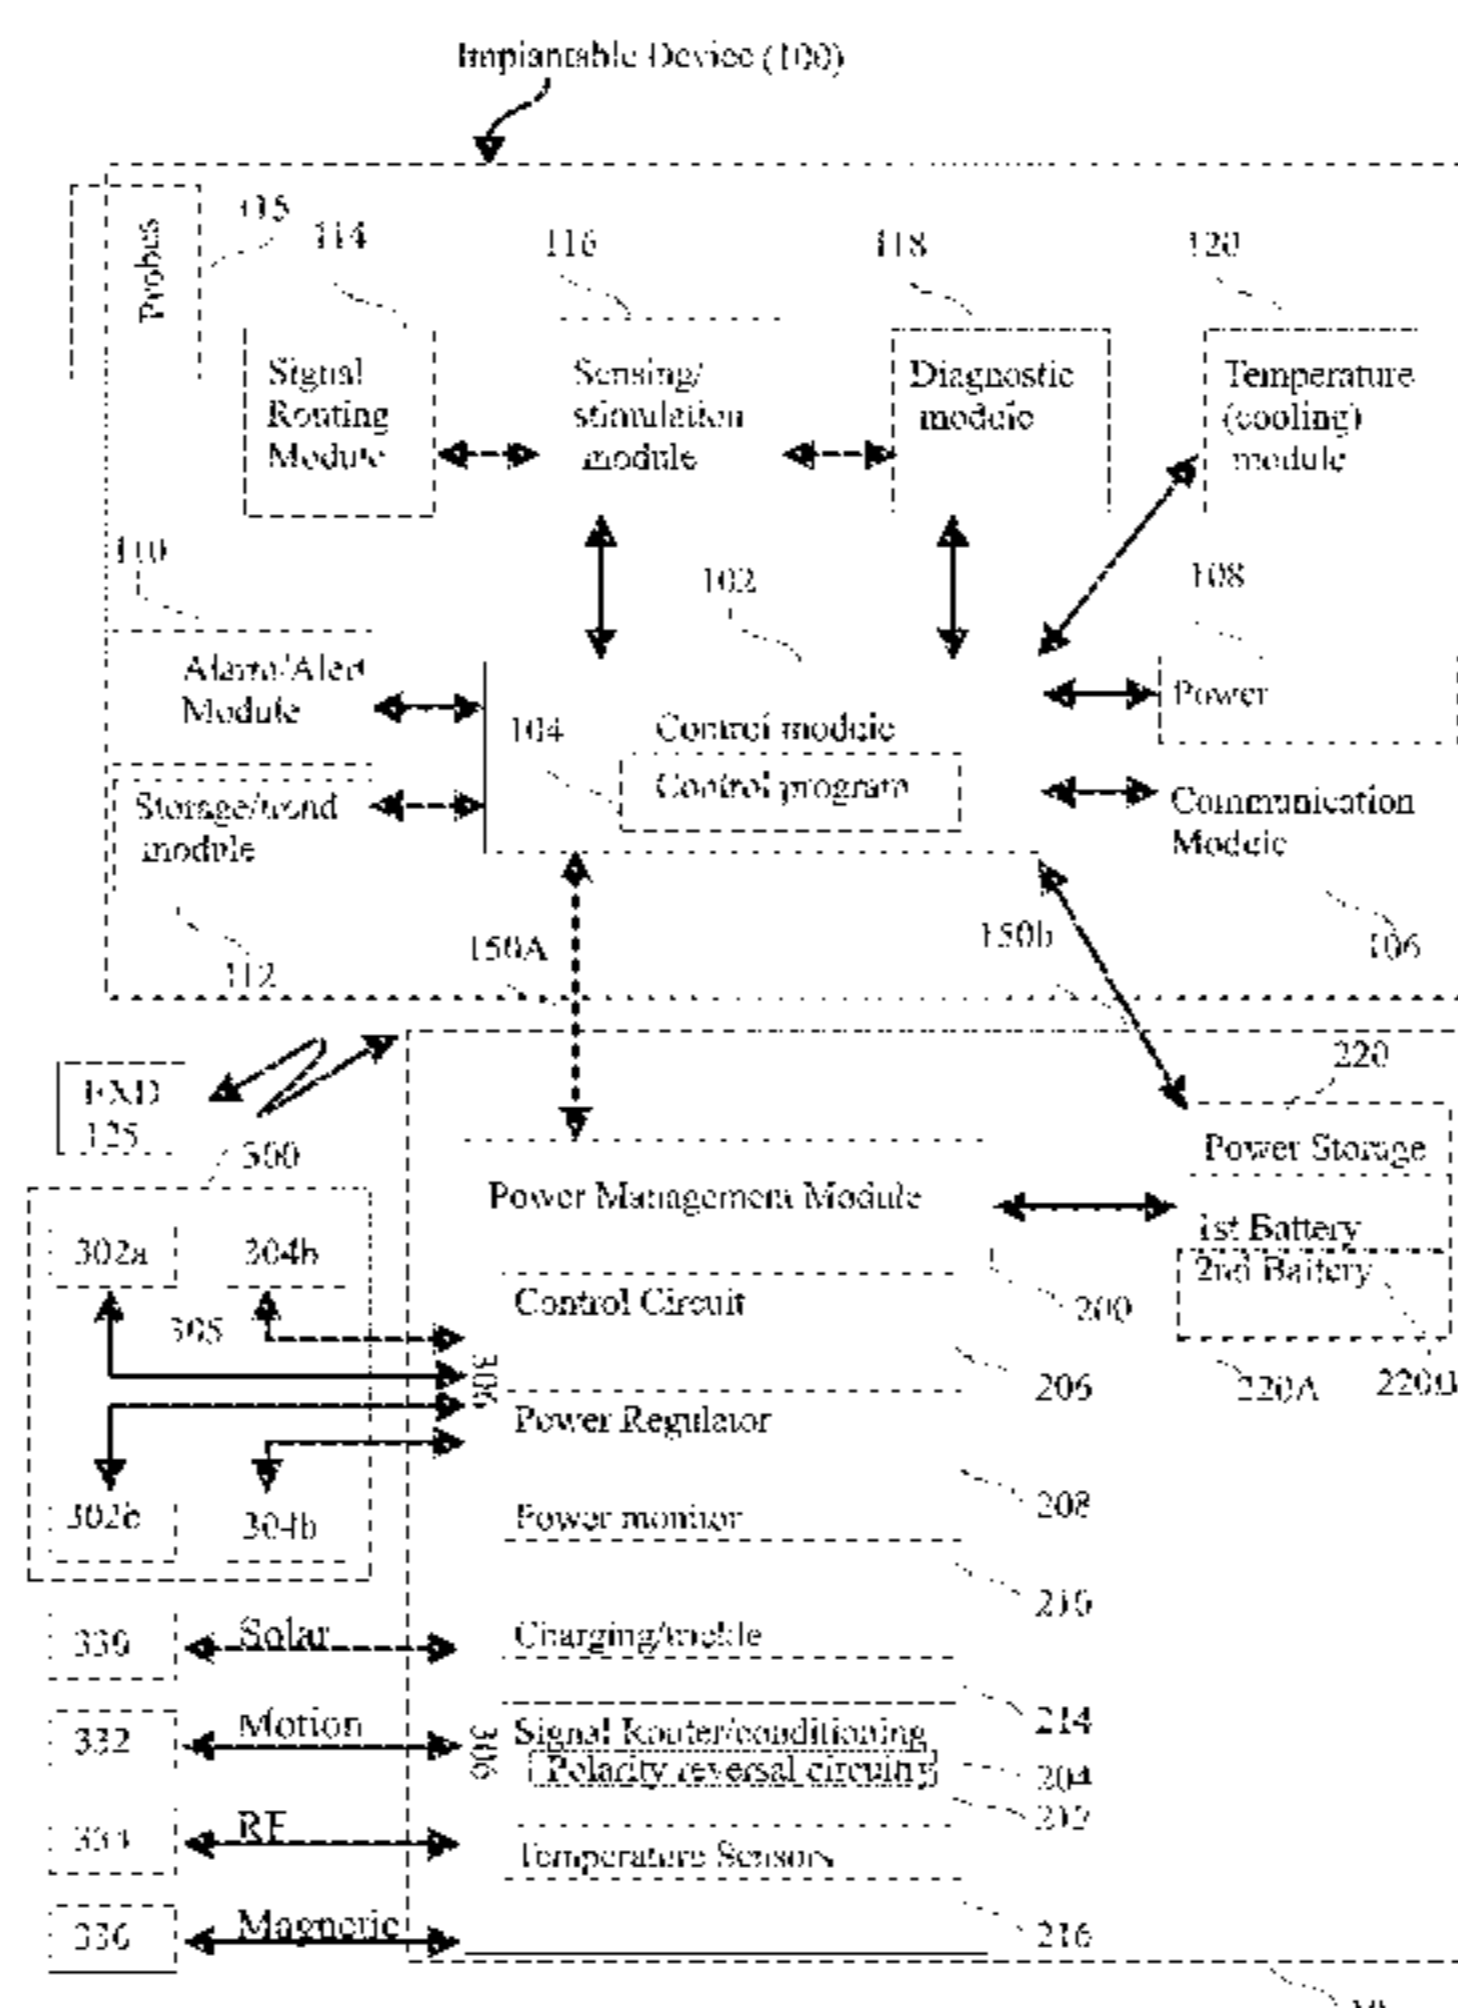 Implantable Device (100)
115
114
116
118
120
Probes
Signal
Routing
Module
Sensing/
stimulation
module
Diagnostic
module
Temperature
(cooling)
module
110
102
108
Alarm/Alert
Module
104
Control module
Control program
Power
Storage/trend
module
Communication
Module
112
150A
150b
106
EXD
125
220
Power Storage
300
Power Management Module
1st Battery
2nd Battery
302a
304b
Control Circuit
200
305
306
206
220A
Power Regulator
302b
304b
208
Power monitor
210
330
Solar
Charging/trickle
214
332
Motion
306
Signal Router/conditioning
Polarity reversal circuitry
204
212
334
RF
Temperature Sensors
336
Magnetic
216